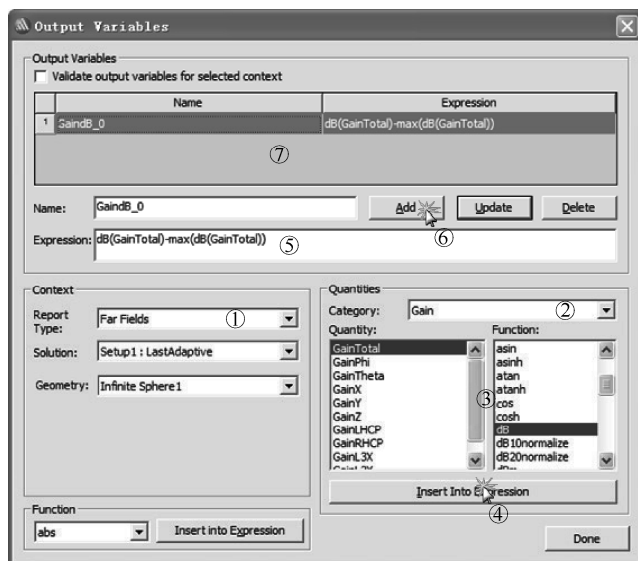 Output Variables
Output Variables
Validate output variables for selected context
Name Expression
1 GaindB_0 dB(GainTotal)-max(dB(GainTotal))
⑦
Name: GaindB_0 Add Update Delete
⑥
Expression: dB(GainTotal)-max(dB(GainTotal)) ⑤
Context
Report Type: Far Fields ①
Solution: Setup1 : LastAdaptive
Geometry: Infinite Sphere1
Quantities
Category: Gain ②
Quantity: Function:
GainTotal asin
GainPhi asinh
GainTheta atan
GainX atanh
GainY cos
GainZ cosh
GainLHCP dB
GainRHCP dB10normalize
GainL3X dB20normalize
③
Insert Into Expression
④
Function
abs Insert into Expression
Done